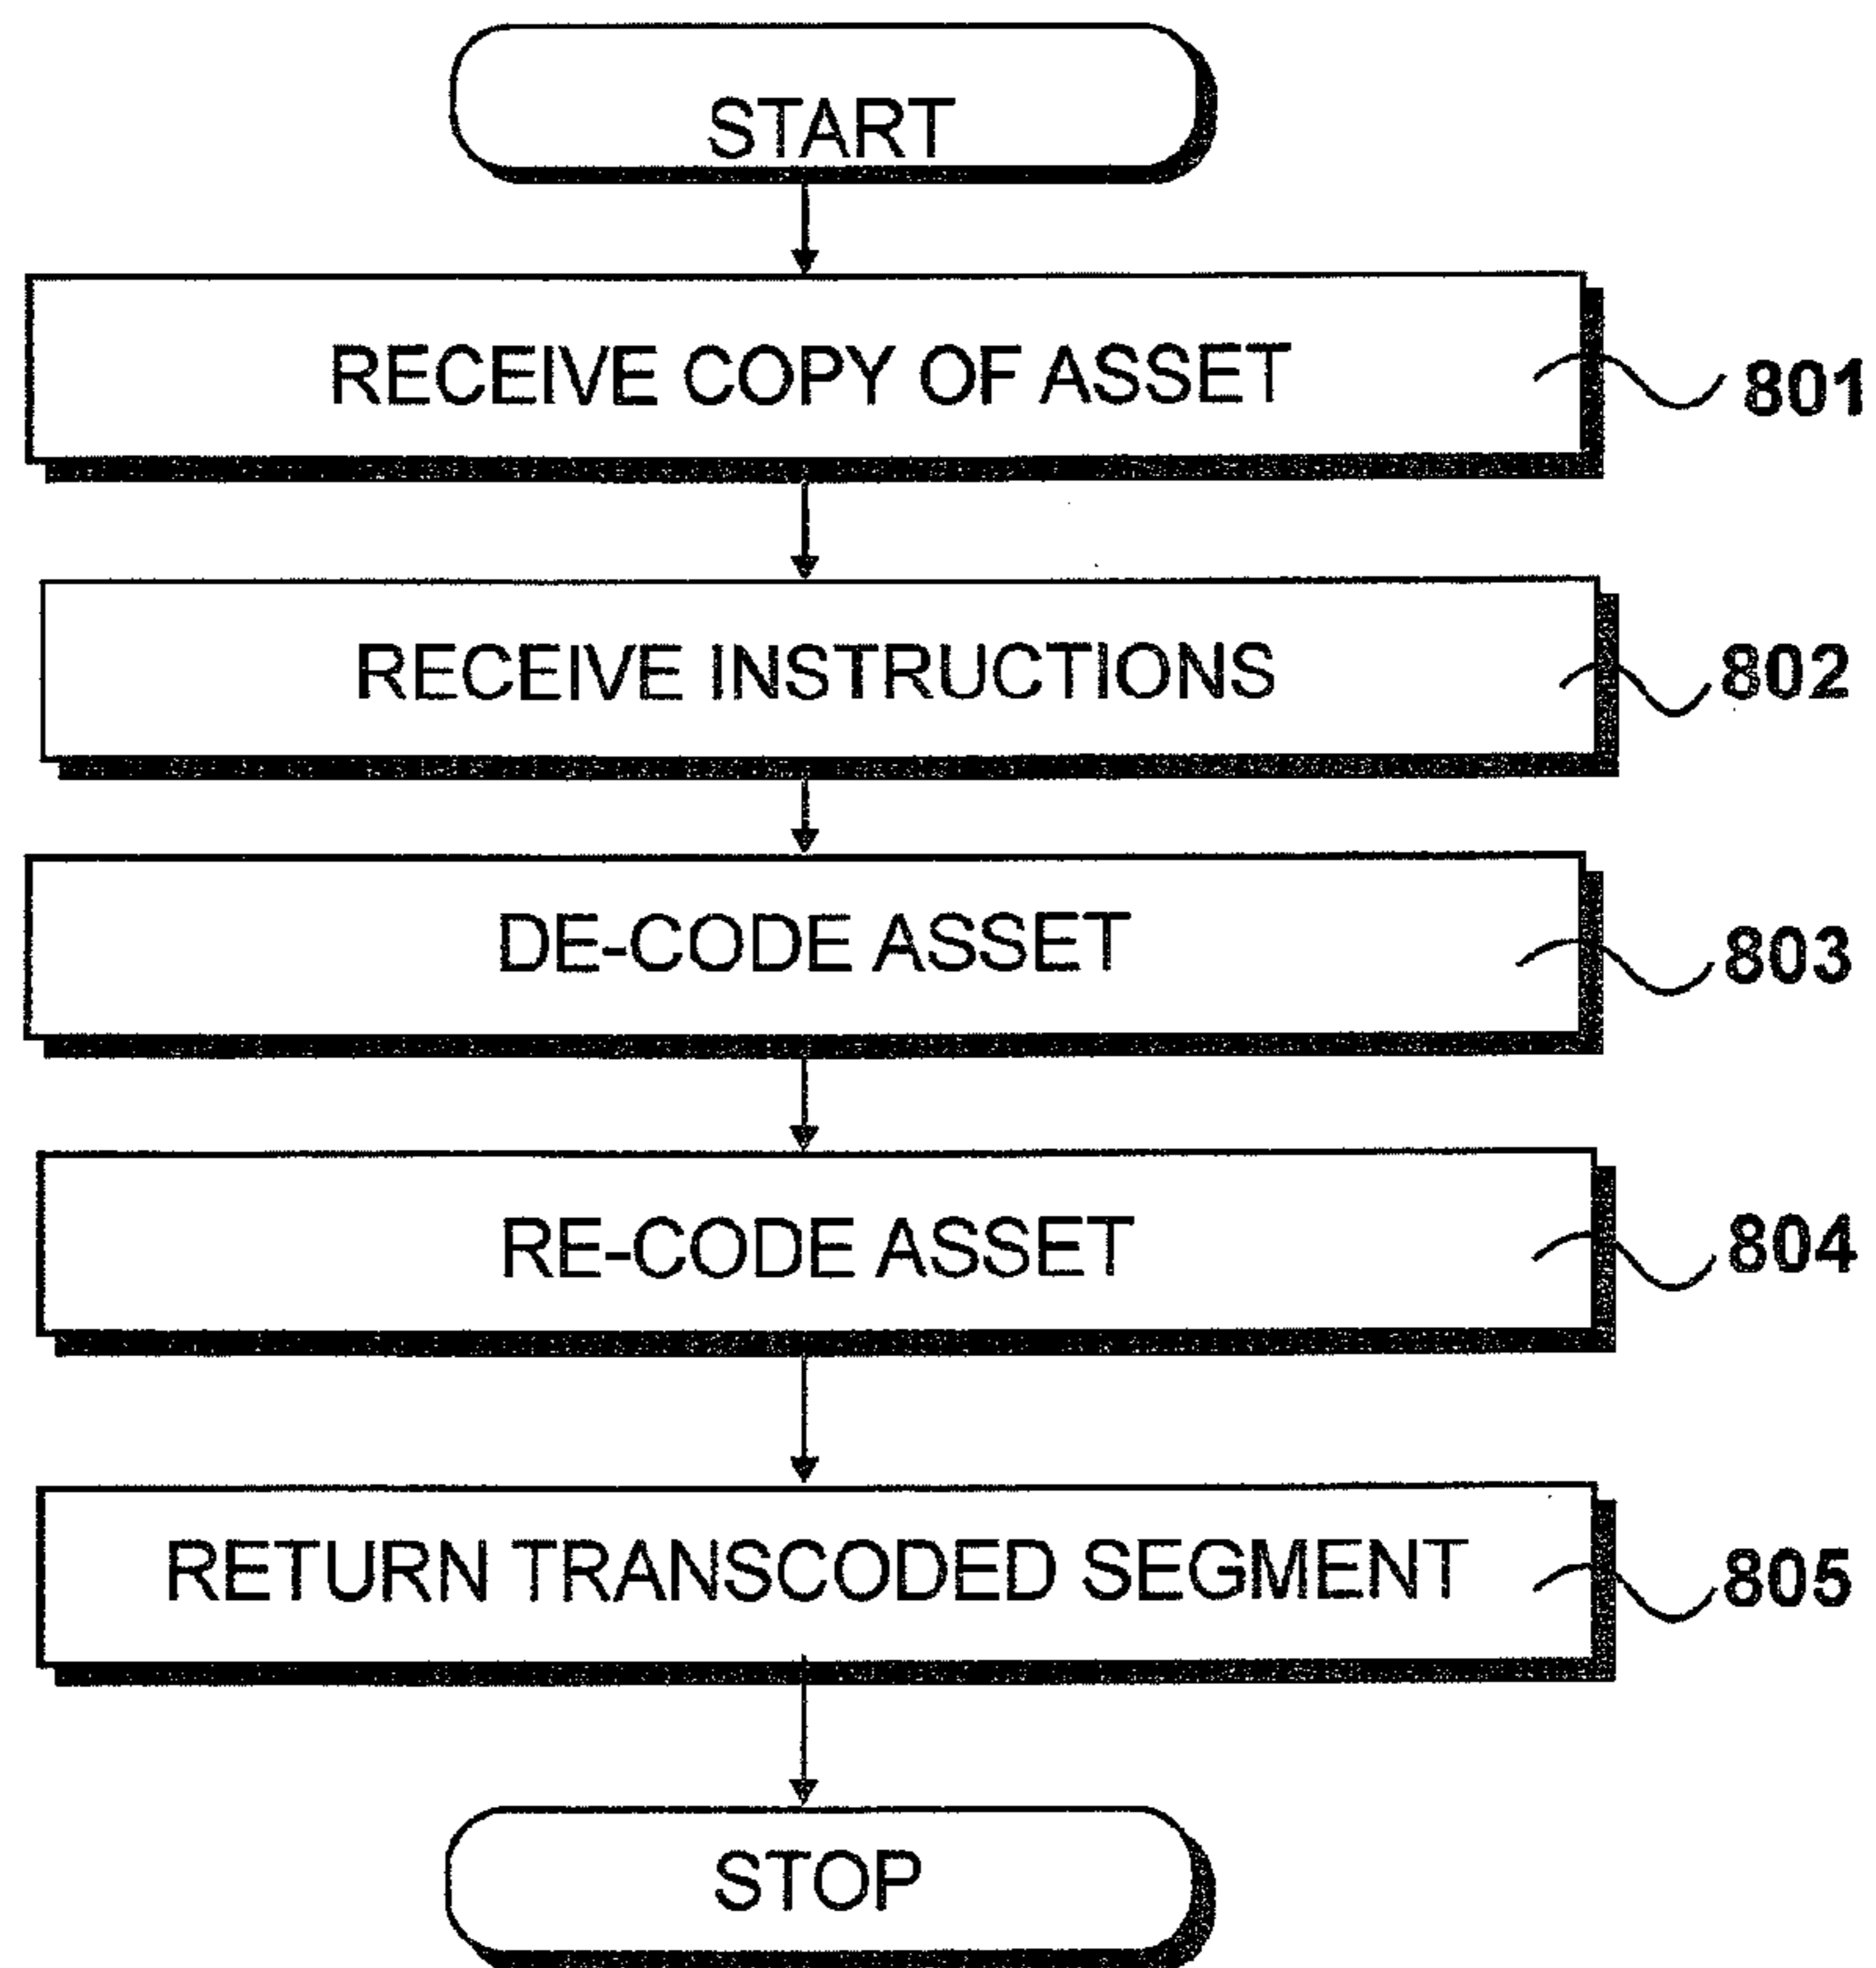 START
RECEIVE COPY OF ASSET
801
RECEIVE INSTRUCTIONS
802
DE-CODE ASSET
803
RE-CODE ASSET
804
RETURN TRANSCODED SEGMENT
805
STOP